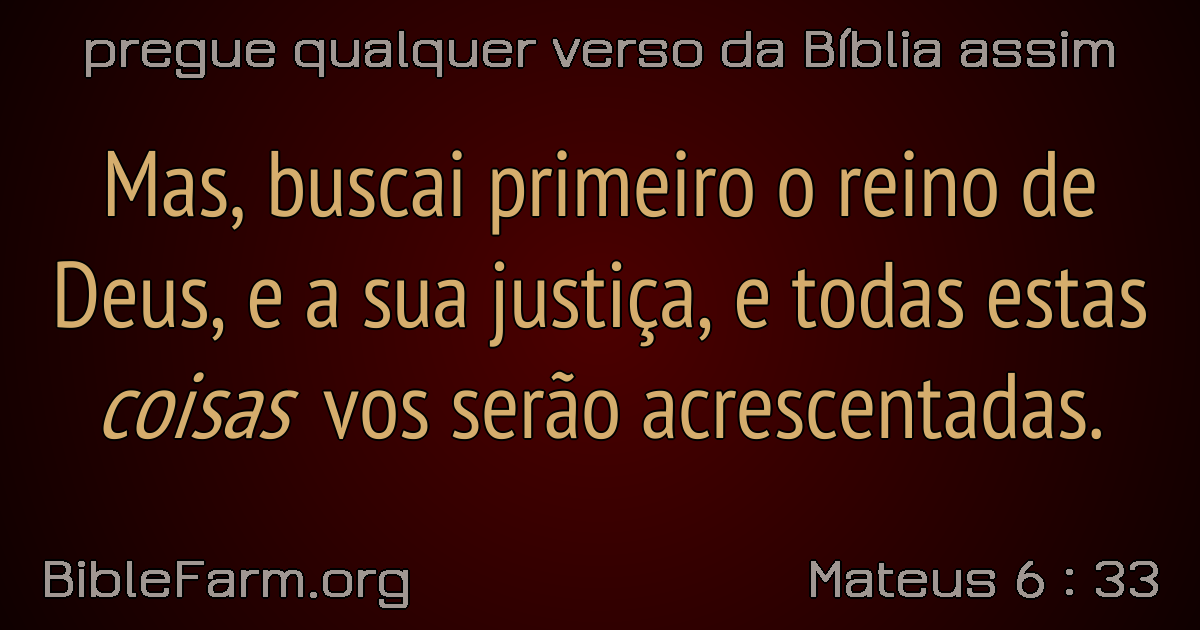 pregue qualquer verso da Bíblia assim
Mas, buscai primeiro o reino de
Deus, e a sua justiça, e todas estas
coisas vos serão acrescentadas.
BibleFarm.org
Mateus 6 : 33